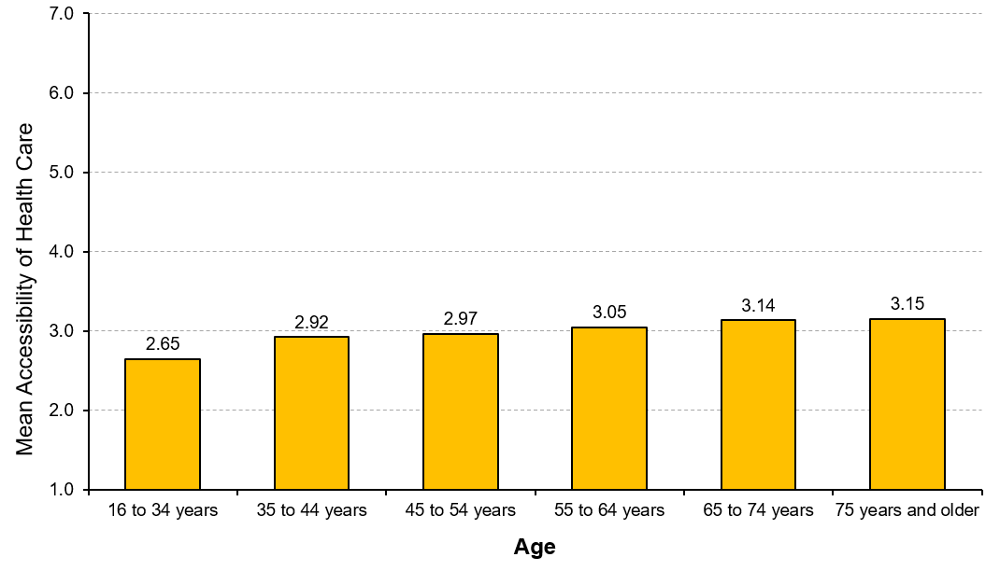 Mean Accessibility of Health Care
7.0
6.0
5.0
4.0
3.0
2.0
1.0
2.65
2.92
2.97
3.05
3.14
3.15
16 to 34 years
35 to 44 years
45 to 54 years
55 to 64 years
65 to 74 years
75 years and older
Age